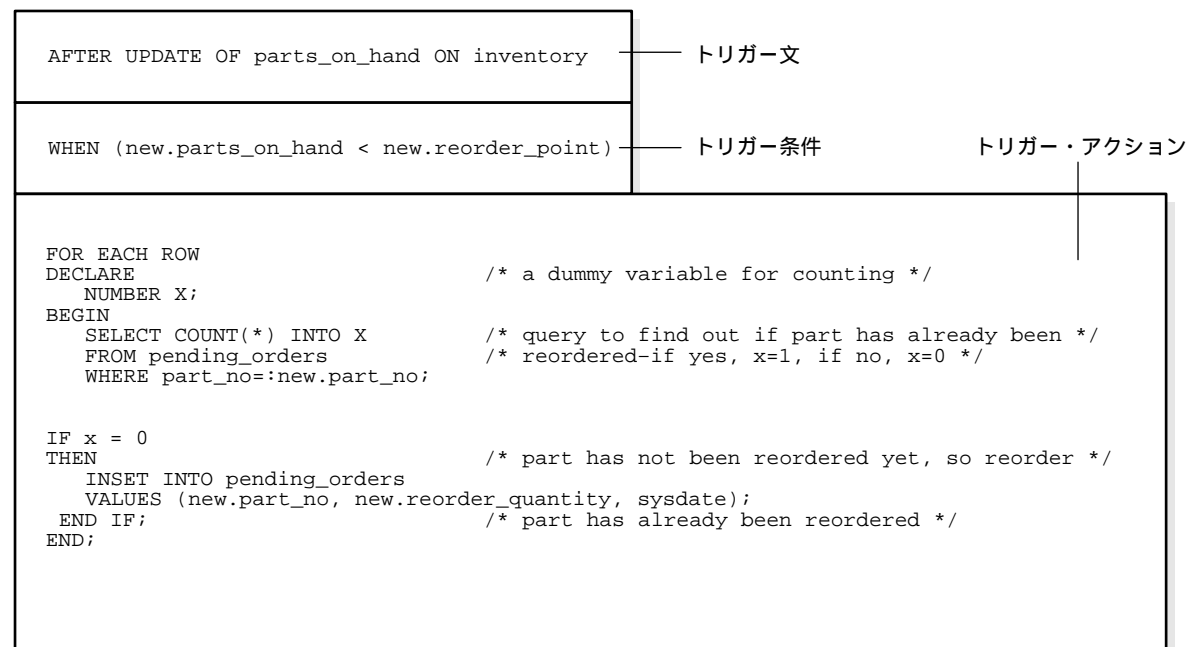 AFTER UPDATE OF parts_on_hand ON inventory トリガー文
WHEN (new.parts_on_hand < new.reorder_point) トリガー条件 トリガー・アクション
FOR EACH ROW
DECLARE /* a dummy variable for counting */
NUMBER X;
BEGIN
SELECT COUNT(*) INTO X /* query to find out if part has already been */
FROM pending_orders /* reordered-if yes, x=1, if no, x=0 */
WHERE part_no=:new.part_no;
IF x = 0
THEN /* part has not been reordered yet, so reorder */
INSET INTO pending_orders
VALUES (new.part_no, new.reorder_quantity, sysdate);
END IF; /* part has already been reordered */
END;